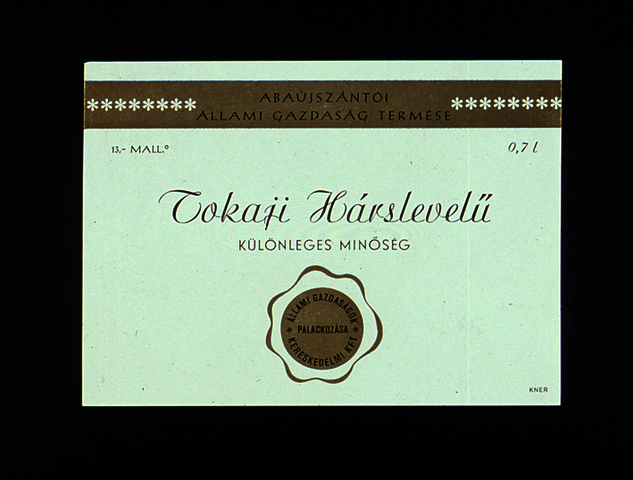 ABAÚJSZÁNTÓI
******** ÁLLAMI GAZDASÁG TERMÉSE ********
13,- MALL.° 0,7 l
Tokaji Hárslevelű
KÜLÖNLEGES MINŐSÉG
* ÁLLAMI GAZDASÁGOK *
PALACKOZÁSA
KERESKEDELMI KFT
KNER